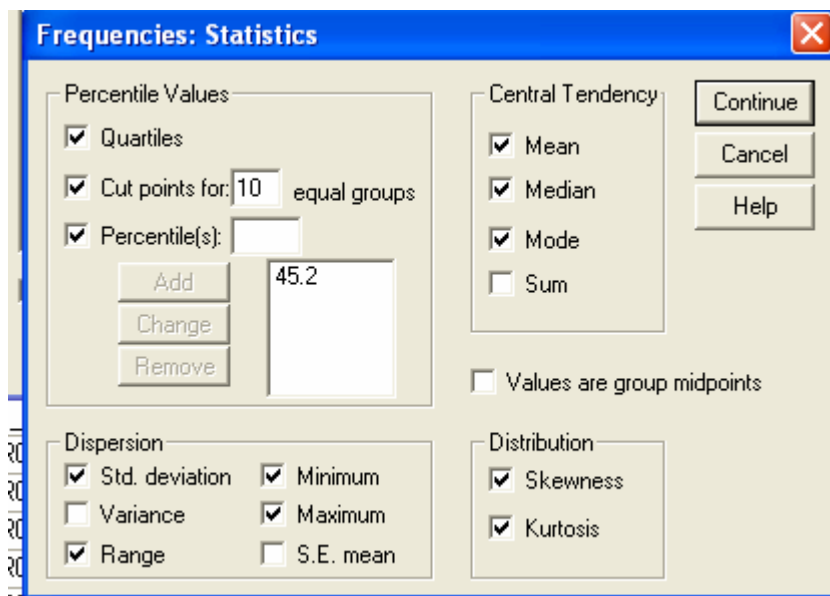 Frequencies: Statistics
Percentile Values
Quartiles
Cut points for: 10 equal groups
Percentile(s):
Add
Change
Remove
45.2
Central Tendency
Mean
Median
Mode
Sum
Continue
Cancel
Help
Values are group midpoints
Dispersion
Std. deviation
Minimum
Variance
Maximum
Range
S.E. mean
Distribution
Skewness
Kurtosis